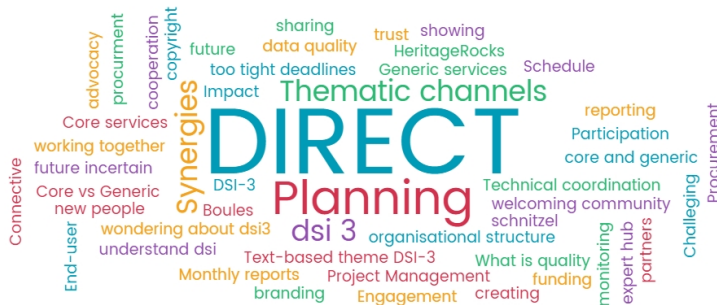 advocacy
procurment
cooperation
copyright
sharing
future
data quality
trust
showing
HeritageRocks
too tight deadlines
Generic services
Schedule
Impact
Thematic channels
Core services
Synergies
DIRECT
reporting
Participation
Procurement
working together
core and generic
future incertain
Connective
DSI-3
Planning
Technical coordination
Core vs Generic
welcoming community
new people
Boules
schnitzel
wondering about dsi3
dsi 3
organisational structure
Challeging
End-user
understand dsi
Text-based theme DSI-3
What is quality
monitoring
expert hub
partners
Monthly reports
Project Management
funding
branding
Engagement
creating